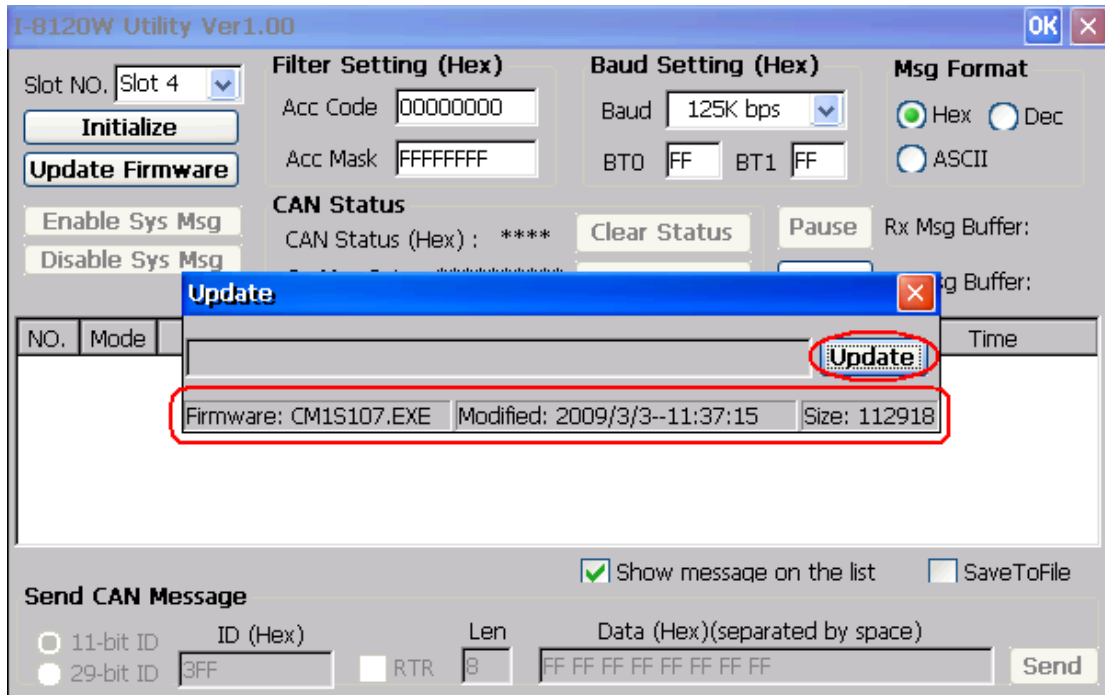 I-8120W Utility Ver1.00 OK
Slot NO. Slot 4
Initialize
Update Firmware
Enable Sys Msg
Disable Sys Msg
Filter Setting (Hex)
Acc Code 00000000
Acc Mask FFFFFFFF
Baud Setting (Hex)
Baud 125K bps
BT0 FF BT1 FF
Msg Format
Hex Dec
ASCII
CAN Status
CAN Status (Hex) : ****
Clear Status
Pause
Rx Msg Buffer:
Buffer:
Update
Update
Firmware: CM1S107.EXE Modified: 2009/3/3--11:37:15 Size: 112918
NO. Mode Time
Show message on the list SaveToFile
Send CAN Message
11-bit ID
29-bit ID
ID (Hex)
3FF
RTR
Len
8
Data (Hex)(separated by space)
FF FF FF FF FF FF FF FF
Send